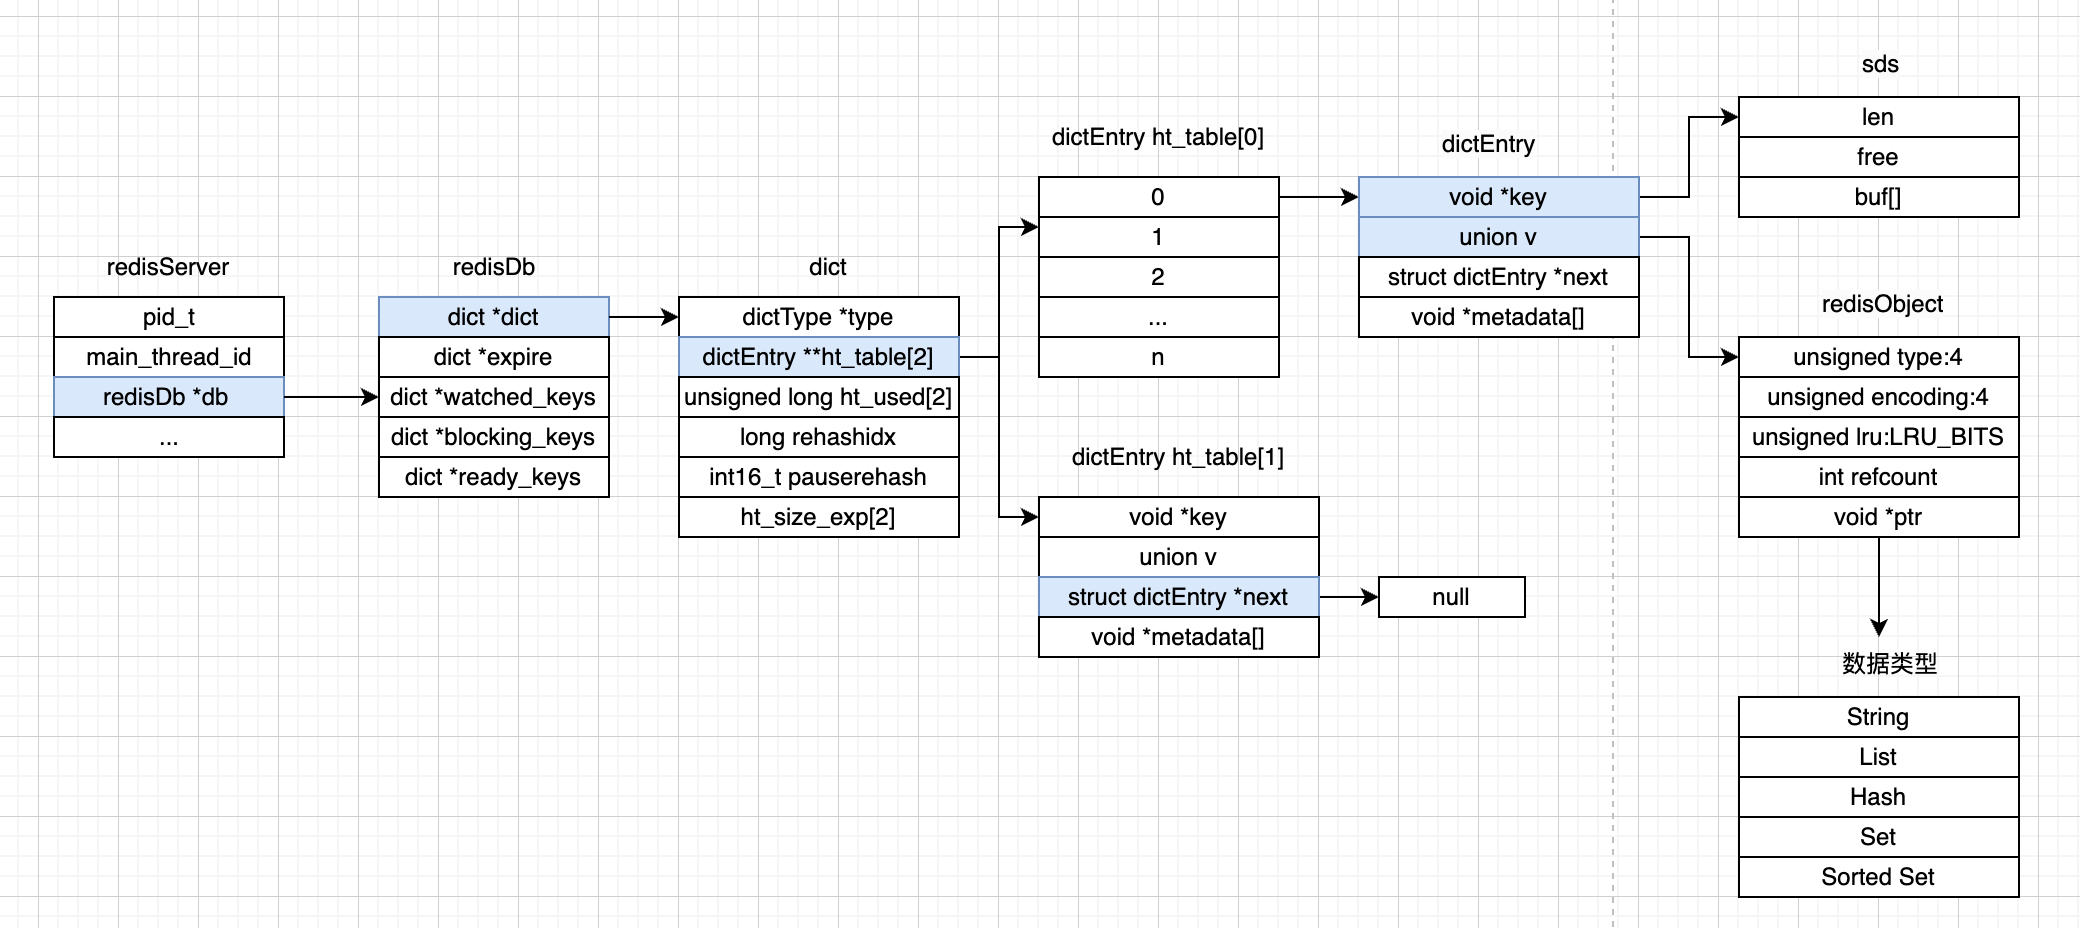 redisServer
pid_t
main_thread_id
redisDb *db
...
redisDb
dict *dict
dict *expire
dict *watched_keys
dict *blocking_keys
dict *ready_keys
dict
dictType *type
dictEntry **ht_table[2]
unsigned long ht_used[2]
long rehashidx
int16_t pauserehash
ht_size_exp[2]
dictEntry ht_table[0]
0
1
2
...
n
dictEntry ht_table[1]
void *key
union v
struct dictEntry *next
void *metadata[]
null
dictEntry
void *key
union v
struct dictEntry *next
void *metadata[]
sds
len
free
buf[]
redisObject
unsigned type:4
unsigned encoding:4
unsigned lru:LRU_BITS
int refcount
void *ptr
数据类型
String
List
Hash
Set
Sorted Set